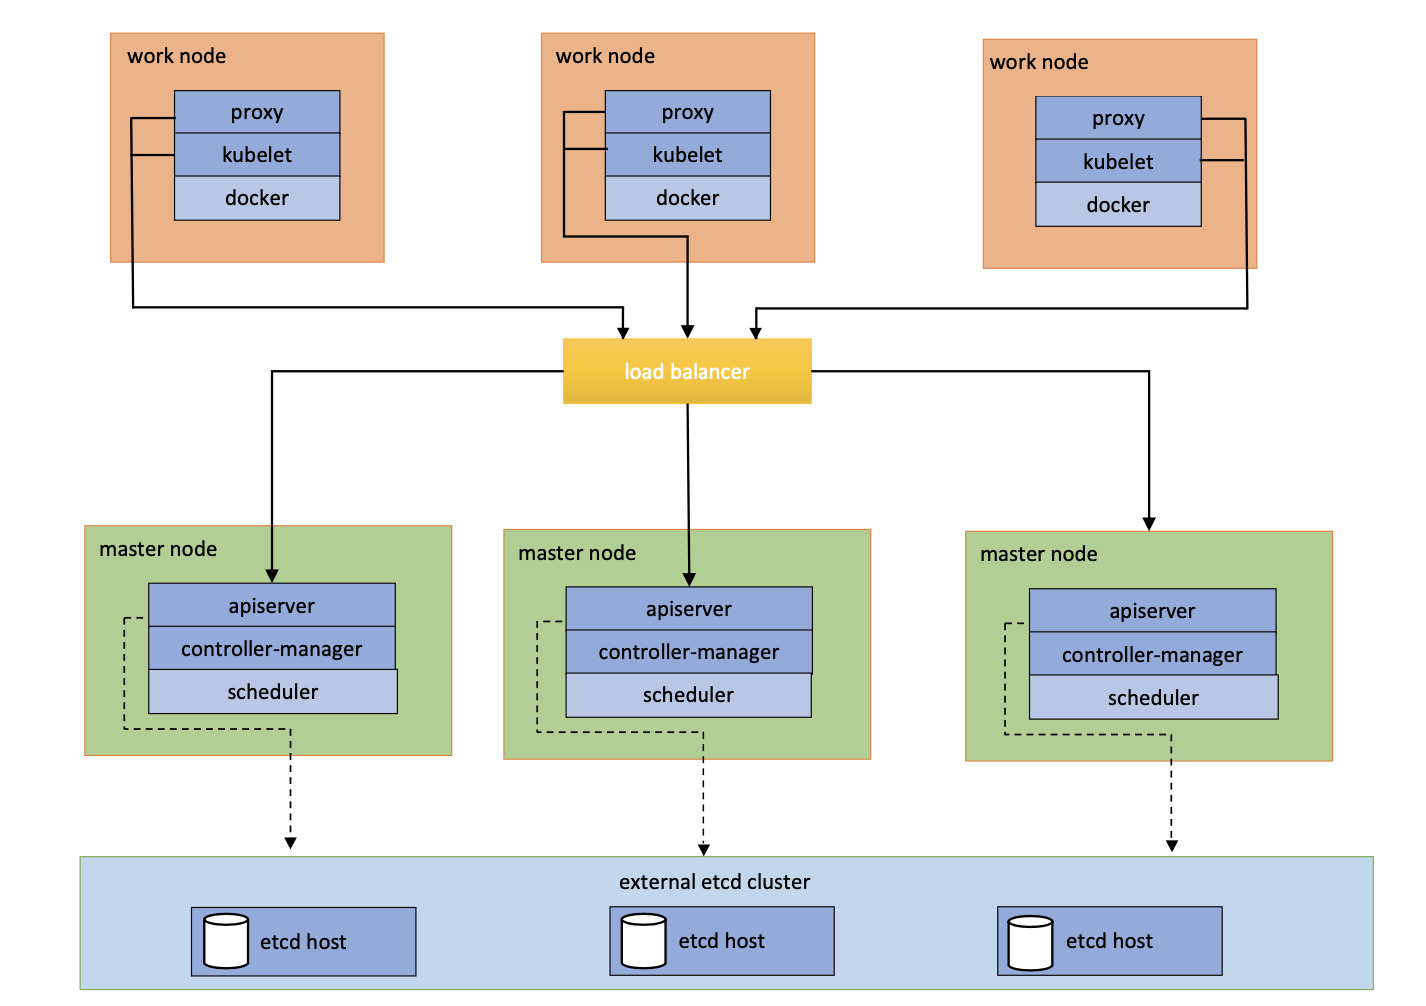 work node
proxy
kubelet
docker
work node
proxy
kubelet
docker
work node
proxy
kubelet
docker
load balancer
master node
apiserver
controller-manager
scheduler
master node
apiserver
controller-manager
scheduler
master node
apiserver
controller-manager
scheduler
external etcd cluster
etcd host
etcd host
etcd host